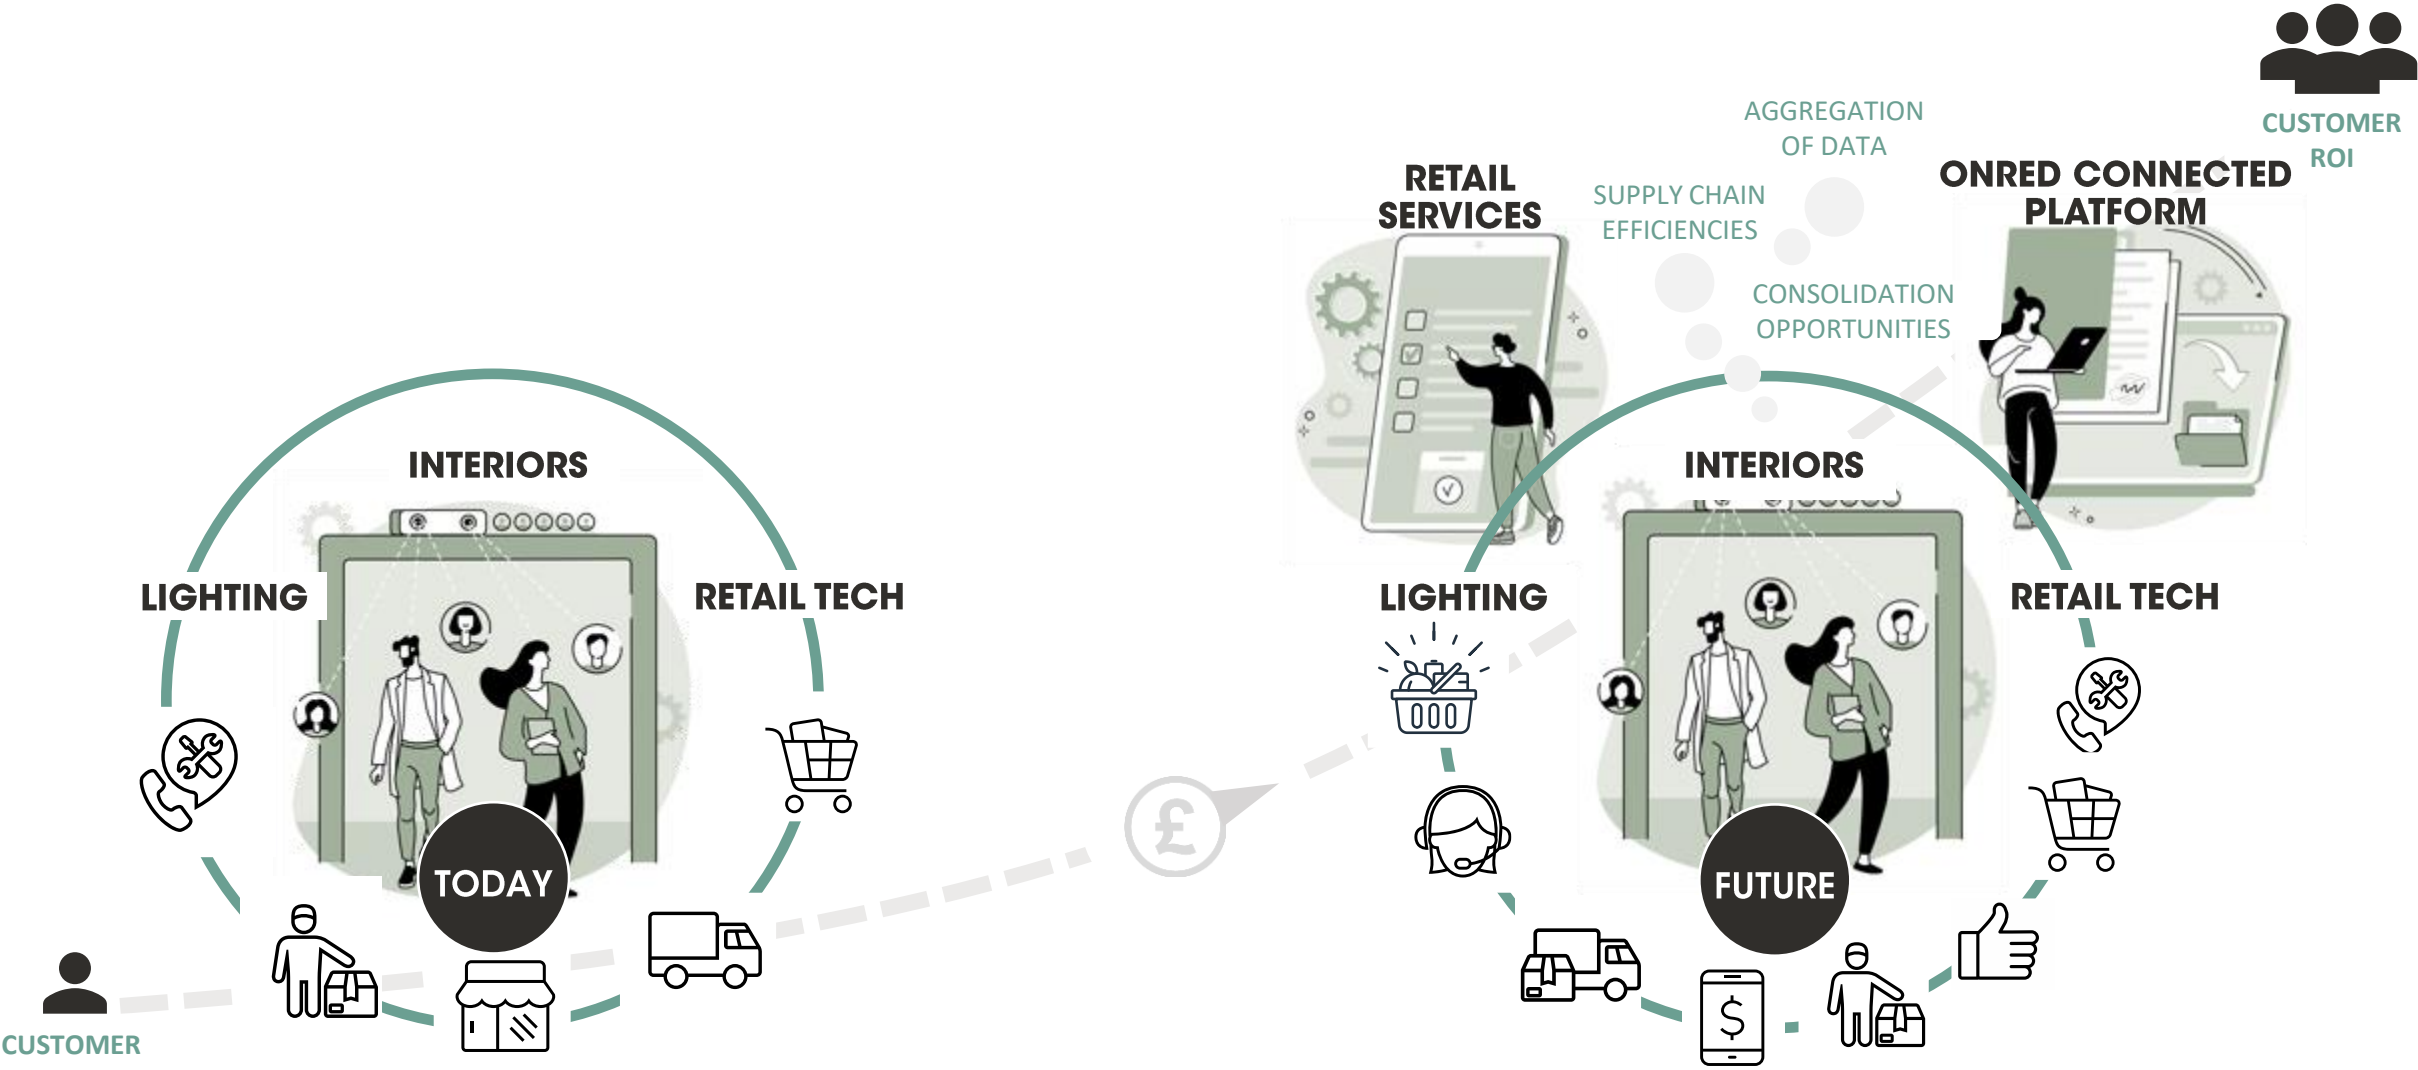 INTERIORS
LIGHTING
RETAIL TECH
TODAY
CUSTOMER
£
RETAIL
SERVICES
SUPPLY CHAIN
EFFICIENCIES
AGGREGATION
OF DATA
CONSOLIDATION
OPPORTUNITIES
ONRED CONNECTED
PLATFORM
CUSTOMER
ROI
INTERIORS
LIGHTING
RETAIL TECH
FUTURE
$